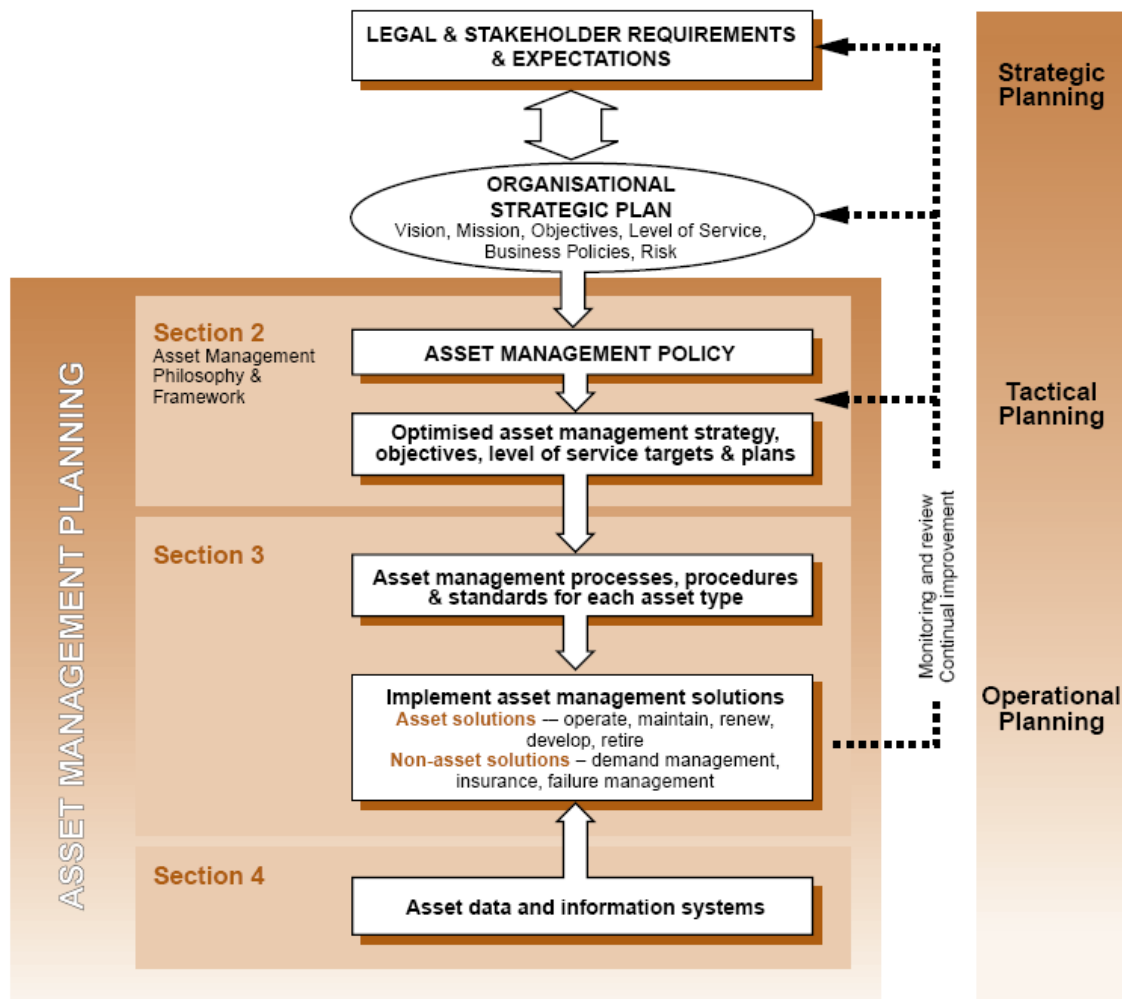 LEGAL & STAKEHOLDER REQUIREMENTS
& EXPECTATIONS
Strategic
Planning
ORGANISATIONAL
STRATEGIC PLAN
Vision, Mission, Objectives, Level of Service,
Business Policies, Risk
ASSET MANAGEMENT PLANNING
Section 2
Asset Management
Philosophy &
Framework
ASSET MANAGEMENT POLICY
Optimised asset management strategy,
objectives, level of service targets & plans
Tactical
Planning
Section 3
Asset management processes, procedures
& standards for each asset type
Implement asset management solutions
Asset solutions –- operate, maintain, renew,
develop, retire
Non-asset solutions – demand management,
insurance, failure management
Monitoring and review
Continual improvement
Operational
Planning
Section 4
Asset data and information systems